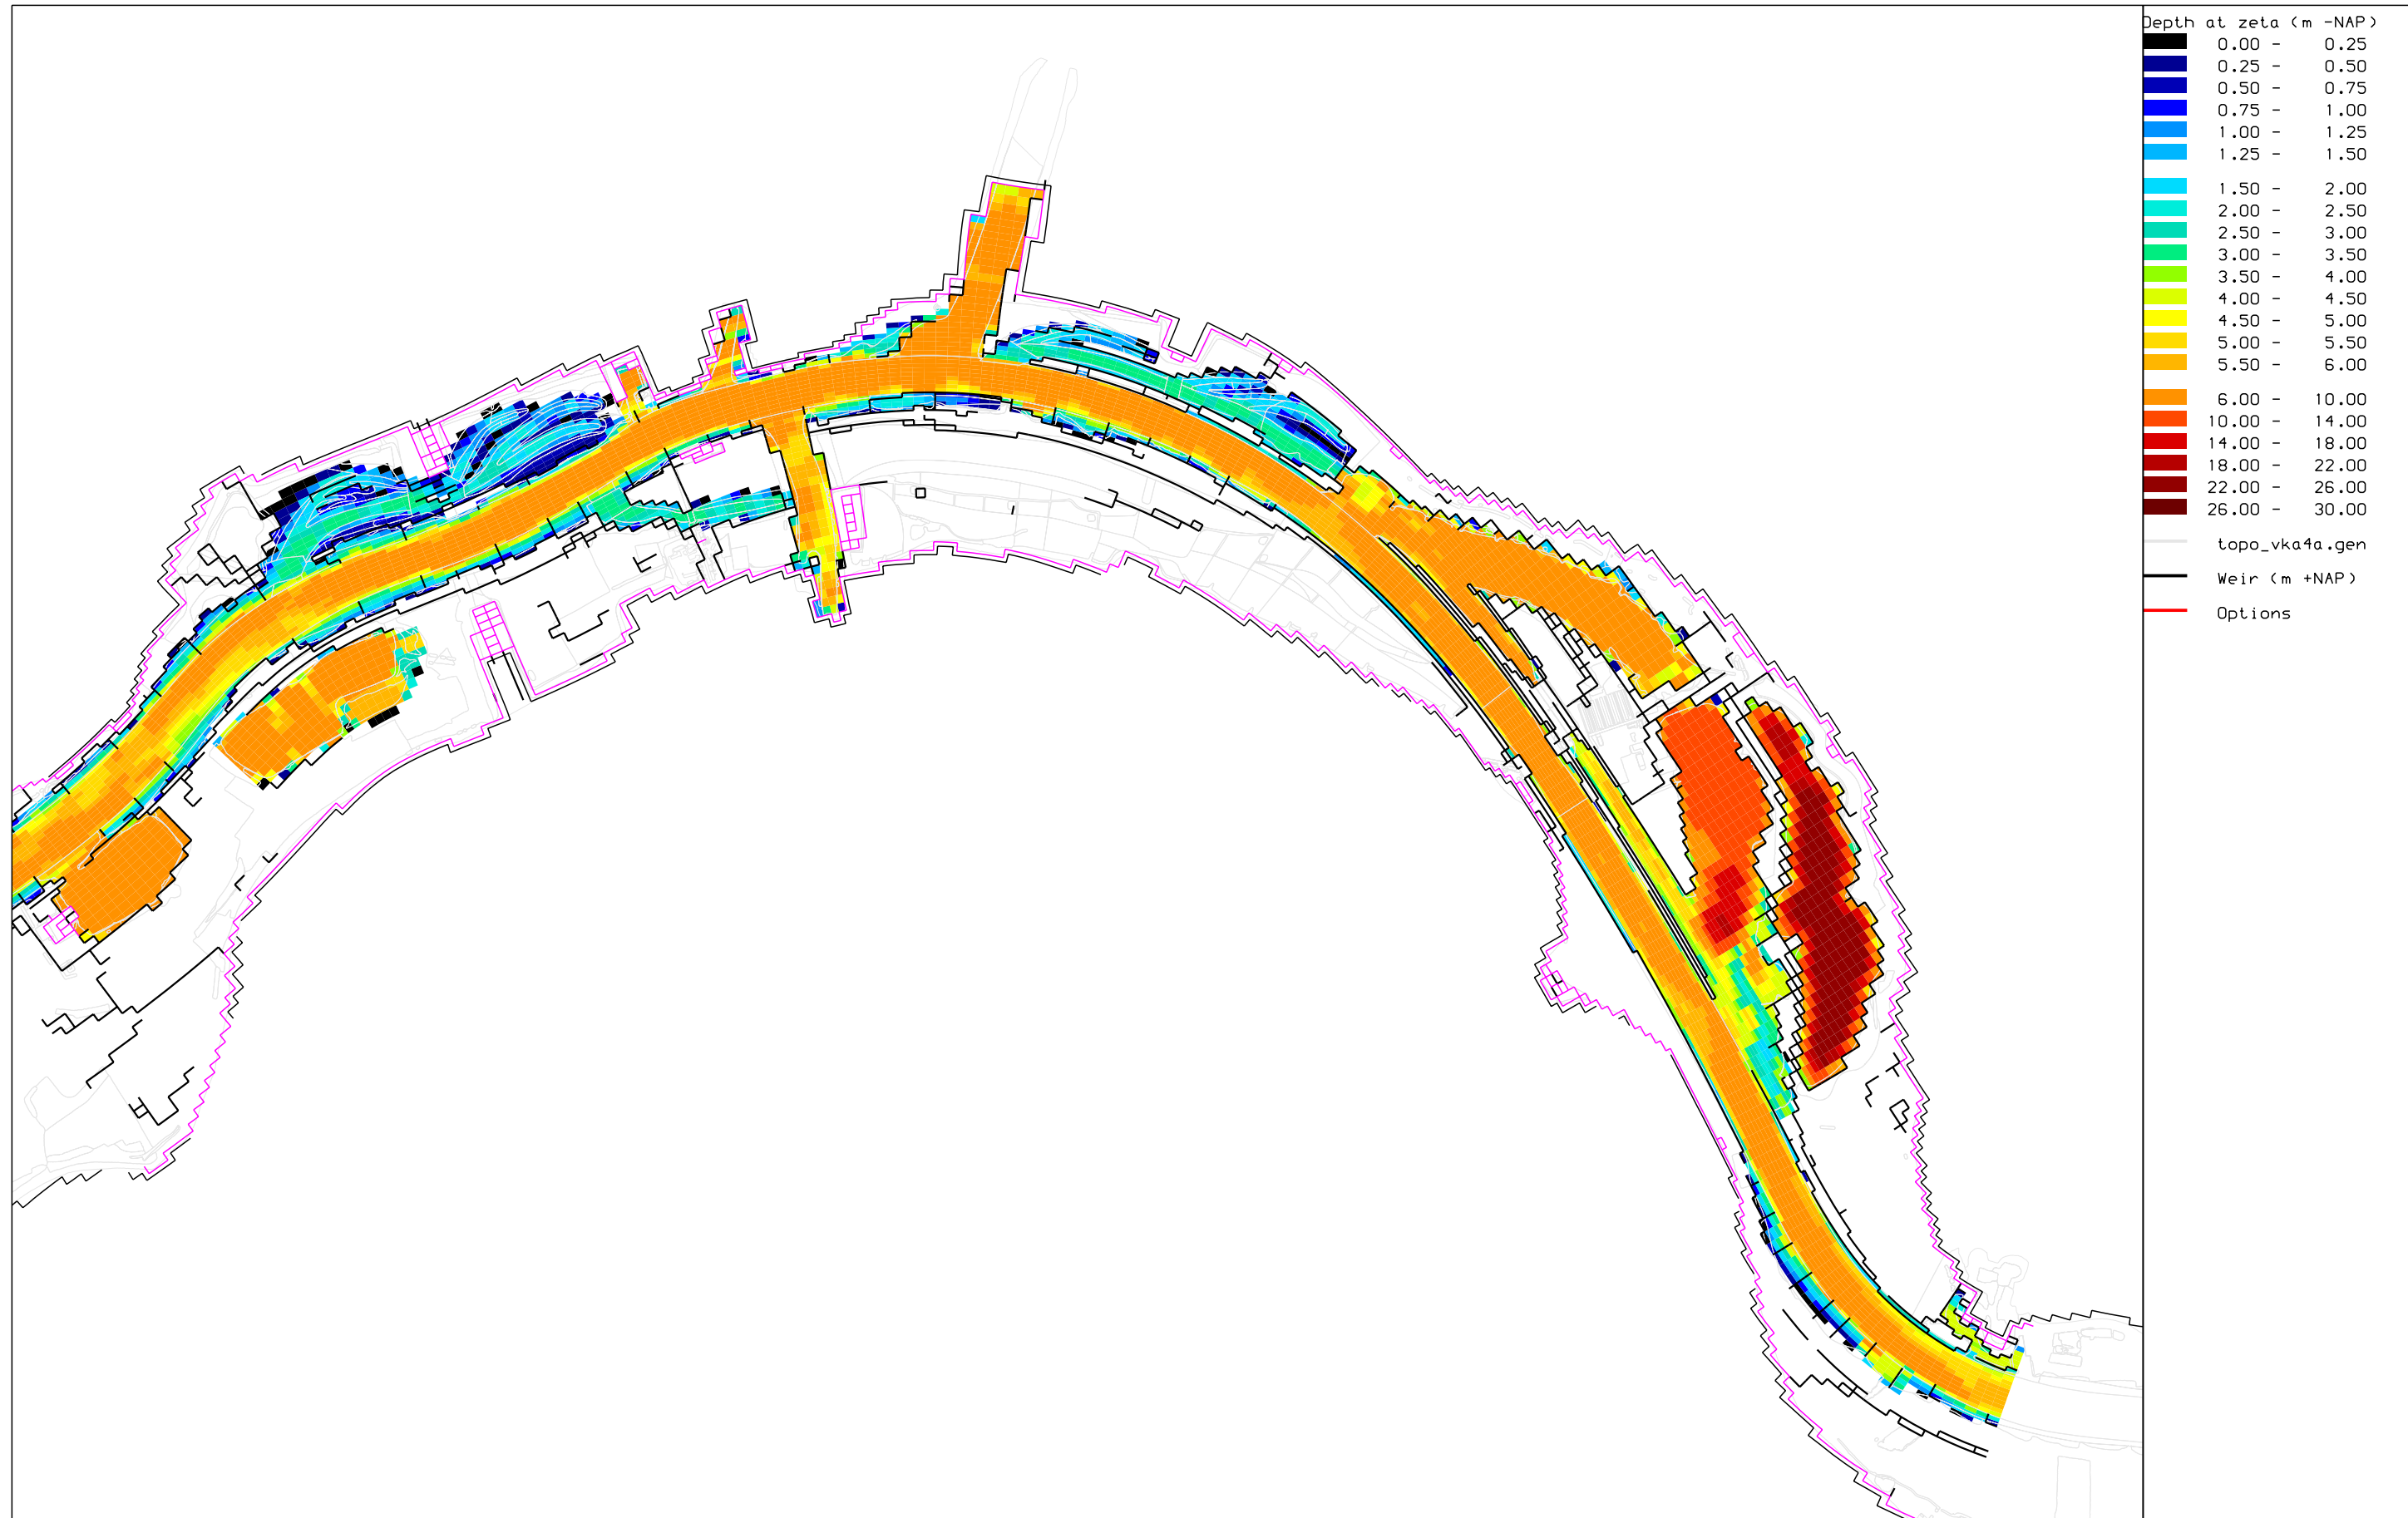 Depth at zeta (m -NAP)
0.00 - 0.25
0.25 - 0.50
0.50 - 0.75
0.75 - 1.00
1.00 - 1.25
1.25 - 1.50
1.50 - 2.00
2.00 - 2.50
2.50 - 3.00
3.00 - 3.50
3.50 - 4.00
4.00 - 4.50
4.50 - 5.00
5.00 - 5.50
5.50 - 6.00
6.00 - 10.00
10.00 - 14.00
14.00 - 18.00
18.00 - 22.00
22.00 - 26.00
26.00 - 30.00
topo_vka4a.gen
Weir (m +NAP)
Options